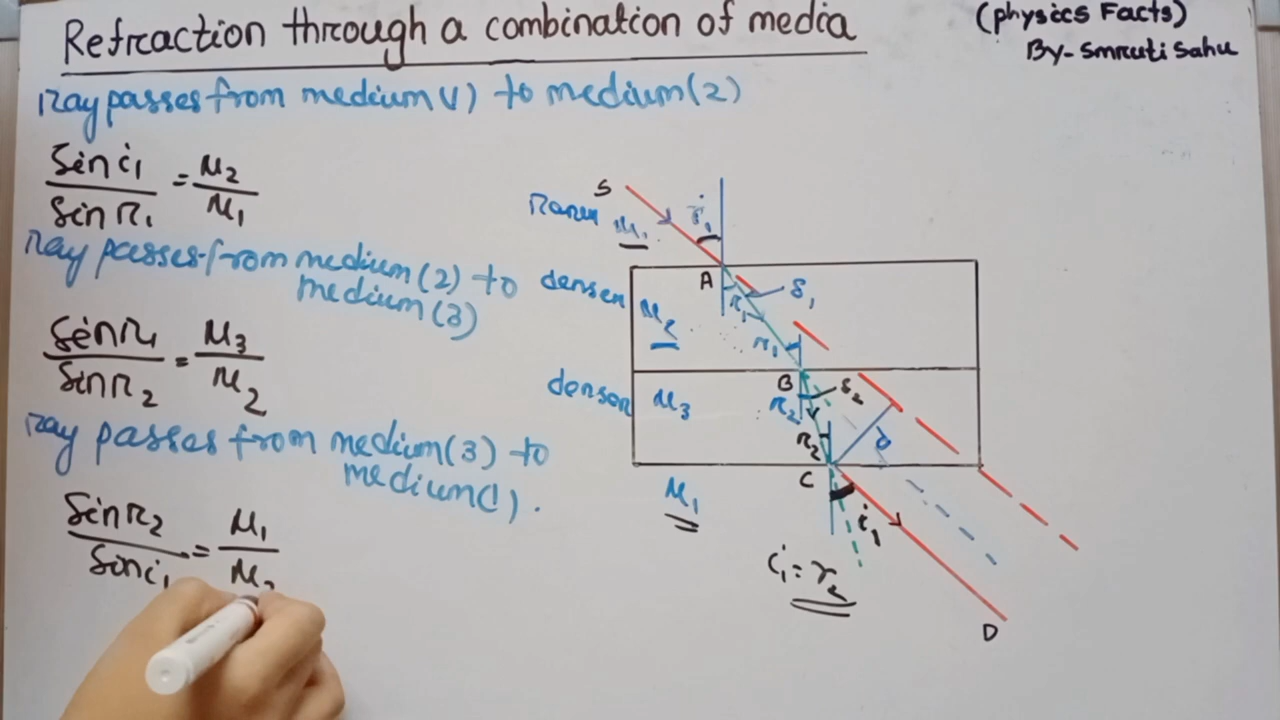 Refraction through a combination of media
(Physics Facts)
By-Smruti Sahu
Ray passes from medium(1) to medium(2)
Sin i1 / Sin r1 = μ2 / μ1
Ray passes from medium(2) to
medium(3)
Sin r1 / Sin r2 = μ3 / μ2
Ray passes from medium(3) to
medium(1).
Sin r2 / Sin i1 = μ1 / μ
S
Rarer μ1
i1
A
r1
δ1
denser μ2
r1
B
δ2
denser μ3
r2
r2
C
μ1
i1
i1 =
D